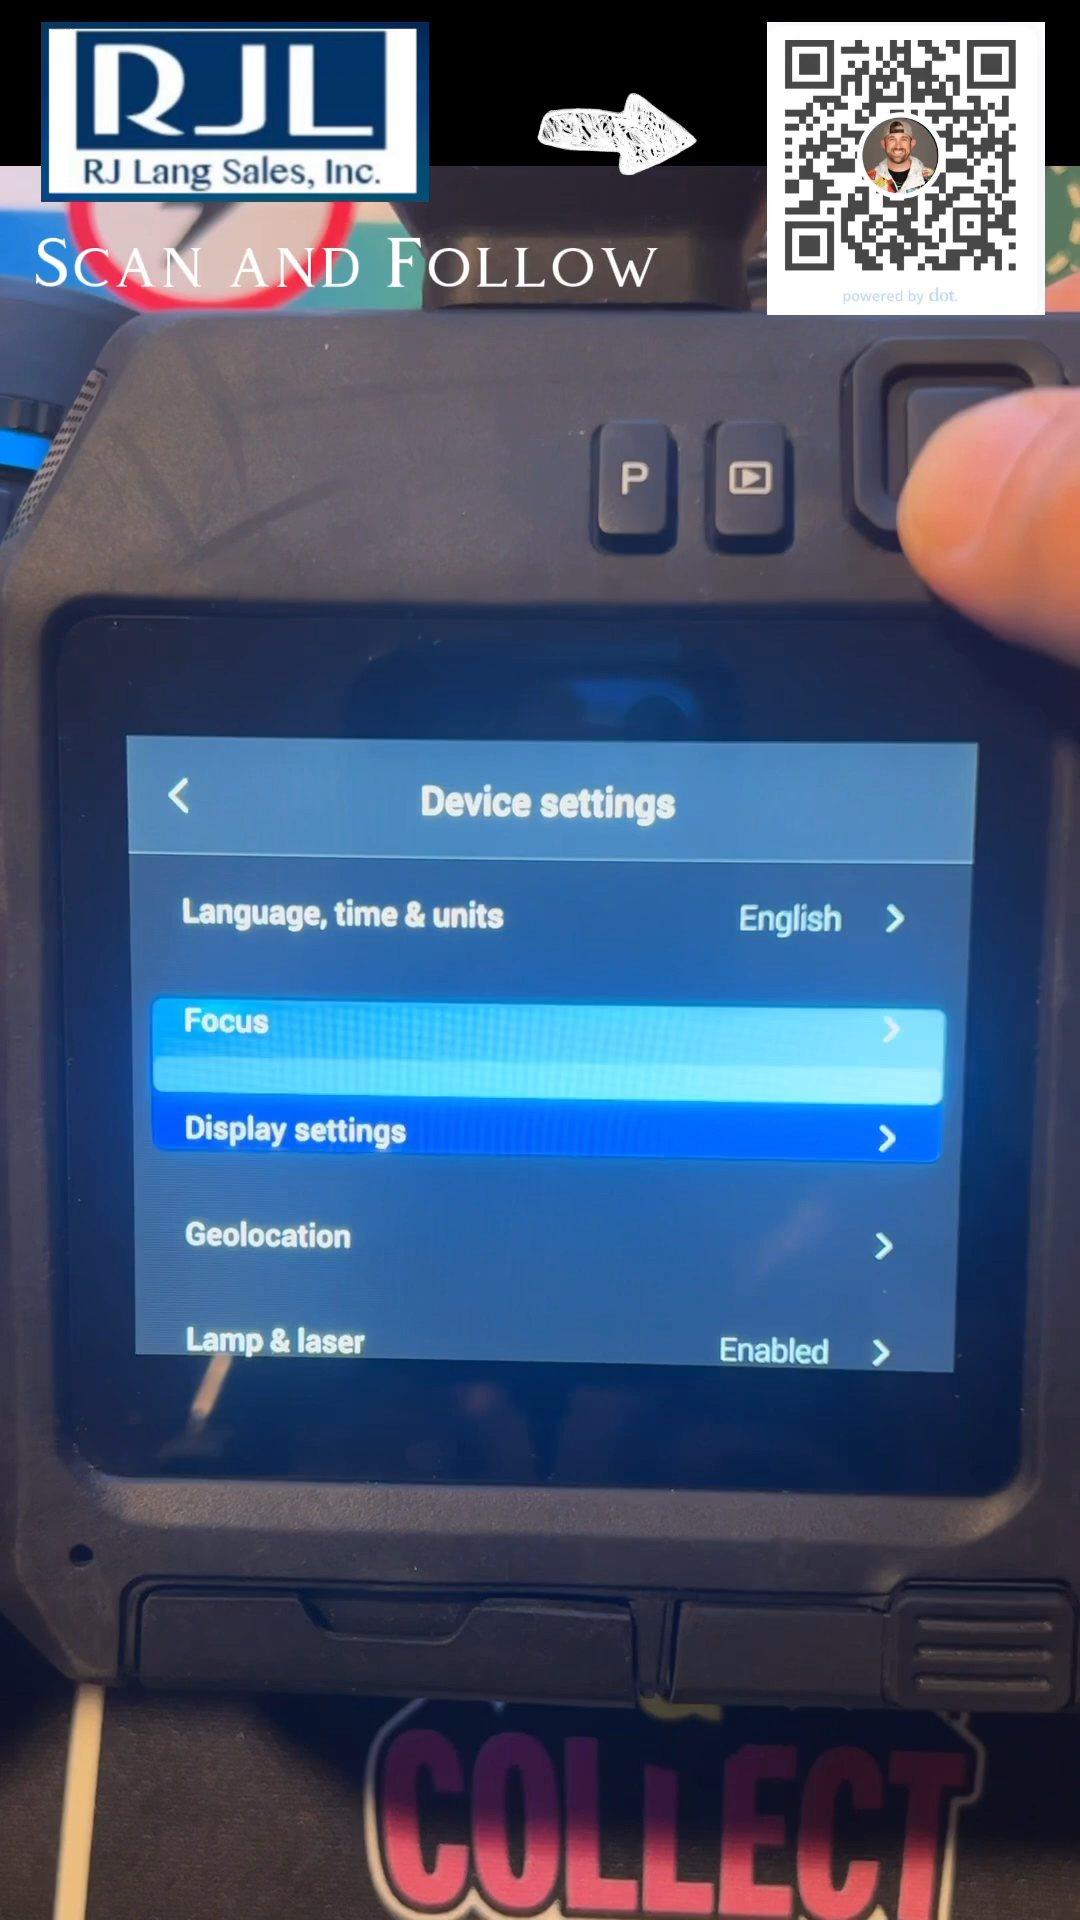 RJL
RJ Lang Sales, Inc.
SCAN AND FOLLOW
powered by dot.
P
Device settings
Language, time & units English
Focus
Display settings
Geolocation
Lamp & laser Enabled
COLLECT